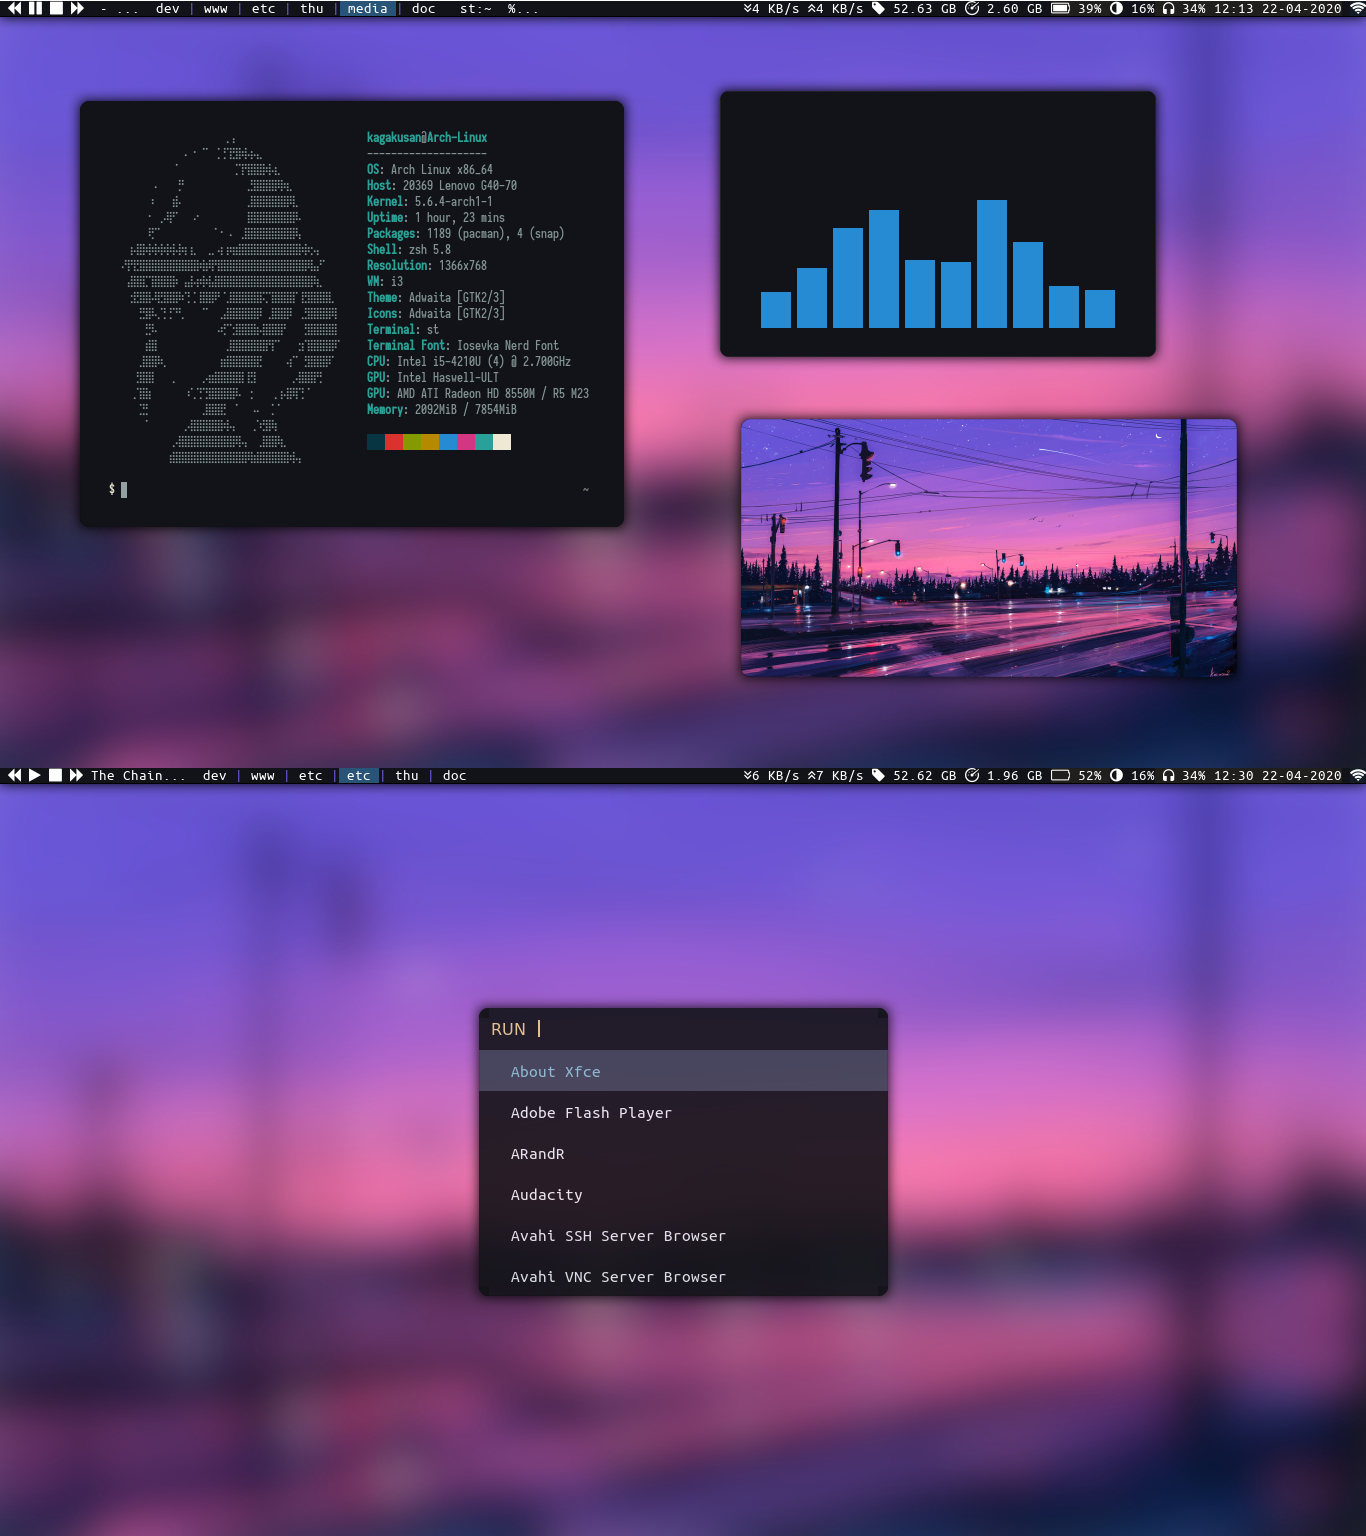 - ... dev | www | etc | thu | media | doc st:~ %...
4 KB/s 4 KB/s 52.63 GB 2.60 GB 39% 16% 34% 12:13 22-04-2020
kagakusan@Arch-Linux
--------------------
OS: Arch Linux x86_64
Host: 20369 Lenovo G40-70
Kernel: 5.6.4-arch1-1
Uptime: 1 hour, 23 mins
Packages: 1189 (pacman), 4 (snap)
Shell: zsh 5.8
Resolution: 1366x768
WM: i3
Theme: Adwaita [GTK2/3]
Icons: Adwaita [GTK2/3]
Terminal: st
Terminal Font: Iosevka Nerd Font
CPU: Intel i5-4210U (4) @ 2.700GHz
GPU: Intel Haswell-ULT
GPU: AMD ATI Radeon HD 8550M / R5 M23
Memory: 2092MiB / 7854MiB
$ ~
The Chain... dev | www | etc | etc | thu | doc
6 KB/s 7 KB/s 52.62 GB 1.96 GB 52% 16% 34% 12:30 22-04-2020
RUN
About Xfce
Adobe Flash Player
ARandR
Audacity
Avahi SSH Server Browser
Avahi VNC Server Browser